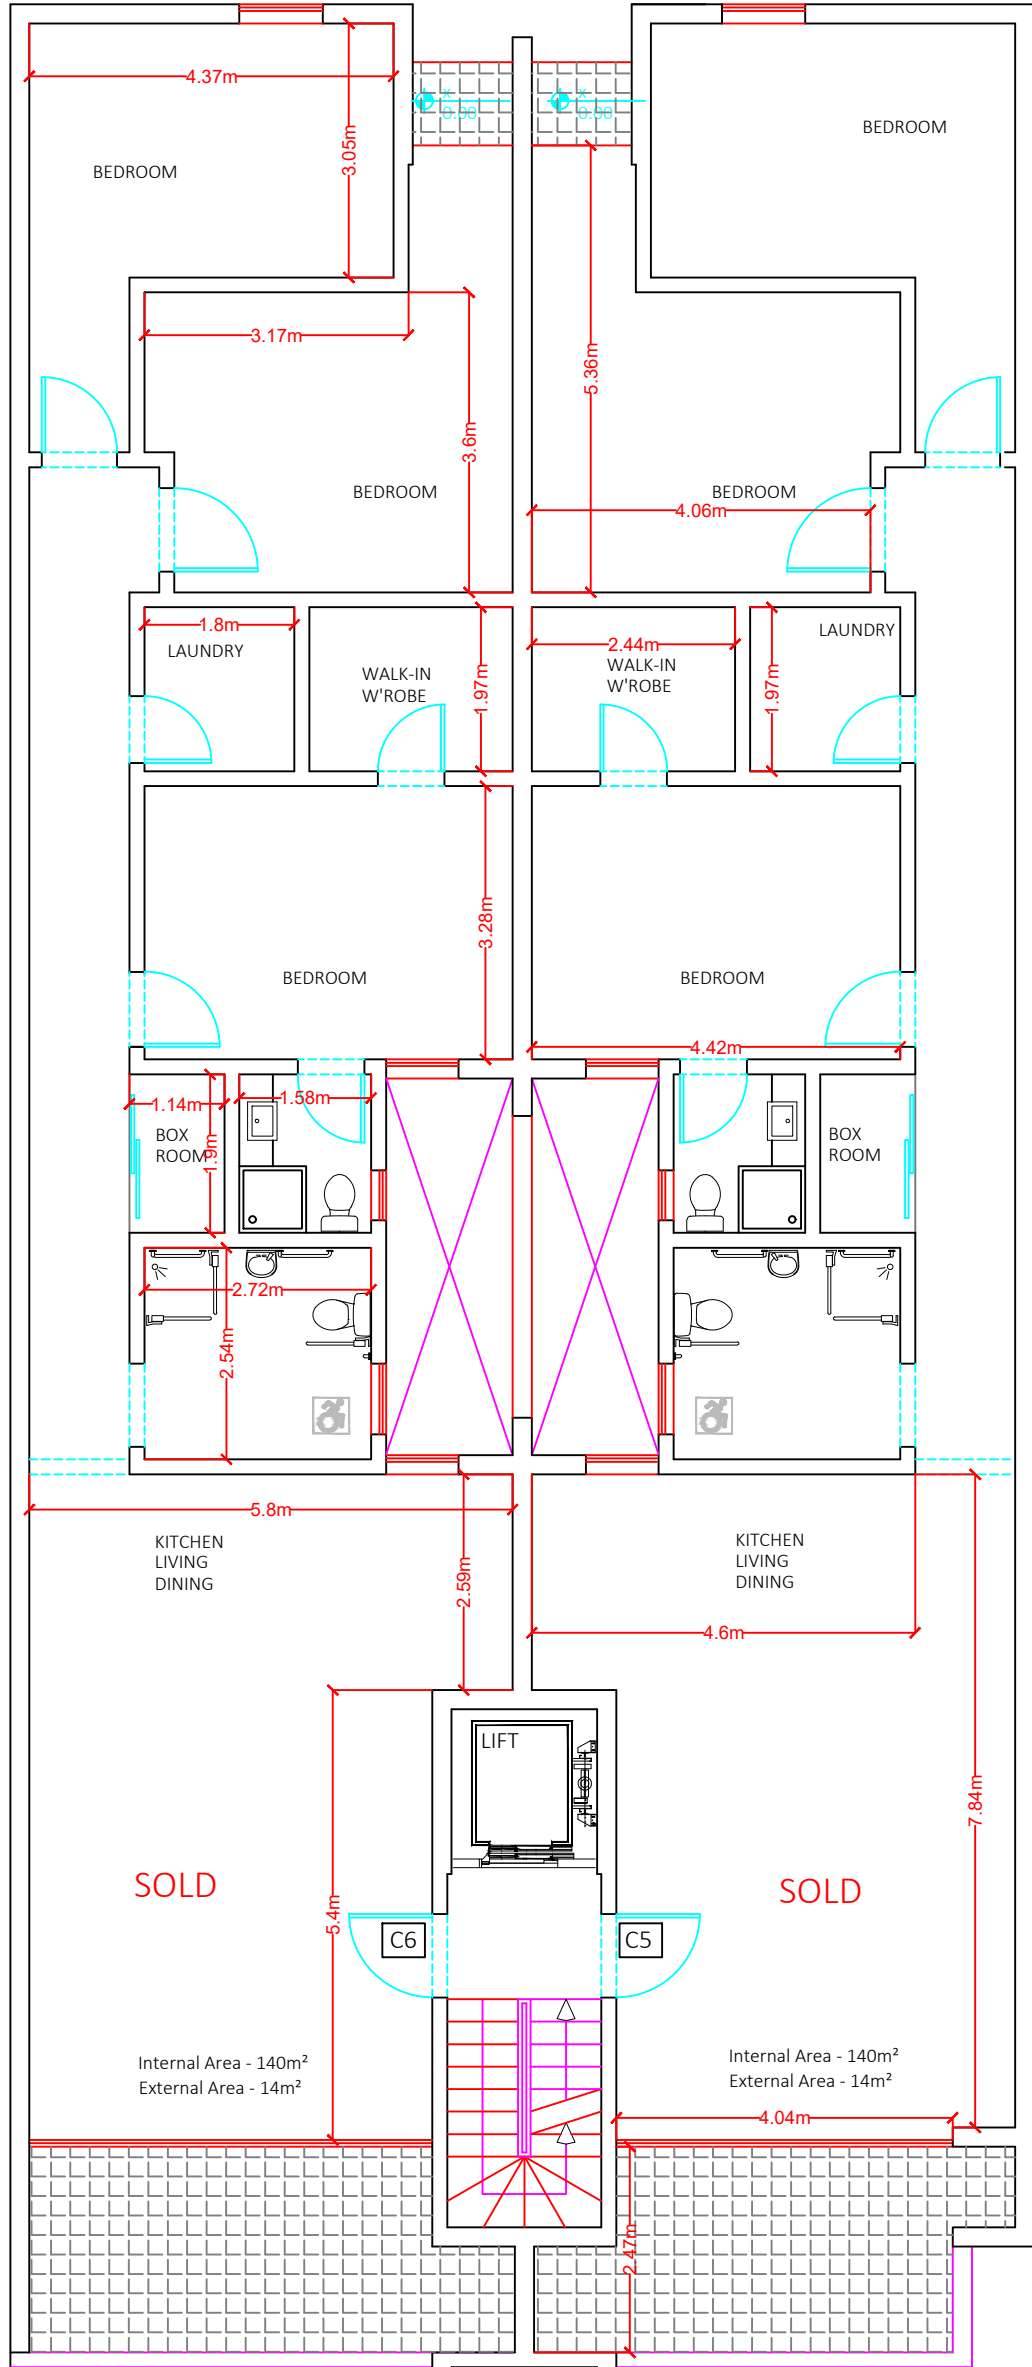 4.37m
3.05m
BEDROOM
x
0.00
x
0.00
BEDROOM
3.17m
3.6m
5.36m
BEDROOM
BEDROOM
4.06m
1.8m
LAUNDRY
WALK-IN
W'ROBE
1.97m
2.44m
WALK-IN
W'ROBE
1.97m
LAUNDRY
3.28m
BEDROOM
BEDROOM
4.42m
1.14m
BOX
ROOM
1.9m
1.58m
BOX
ROOM
2.72m
2.54m
5.8m
KITCHEN
LIVING
DINING
2.59m
KITCHEN
LIVING
DINING
4.6m
LIFT
7.84m
SOLD
SOLD
5.4m
C6
C5
Internal Area - 140m²
External Area - 14m²
Internal Area - 140m²
External Area - 14m²
4.04m
2.47m